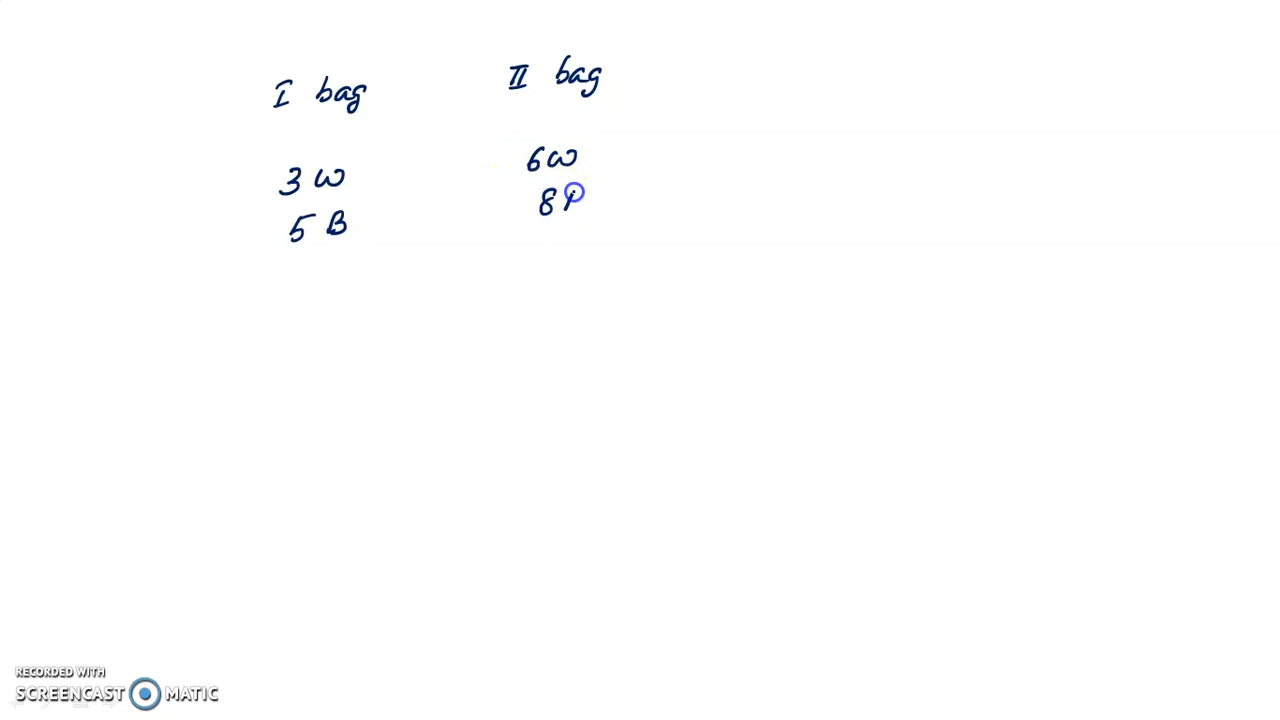 I bag
II bag
3 W
5 B
6 W
8
RECORDED WITH
SCREENCAST MATIC